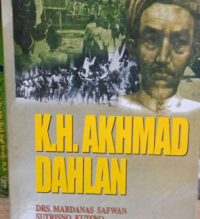 K.H. AKHMAD
DAHLAN
DRS. MARDANAS SAFWAN
SUTRISNO KUTOYO